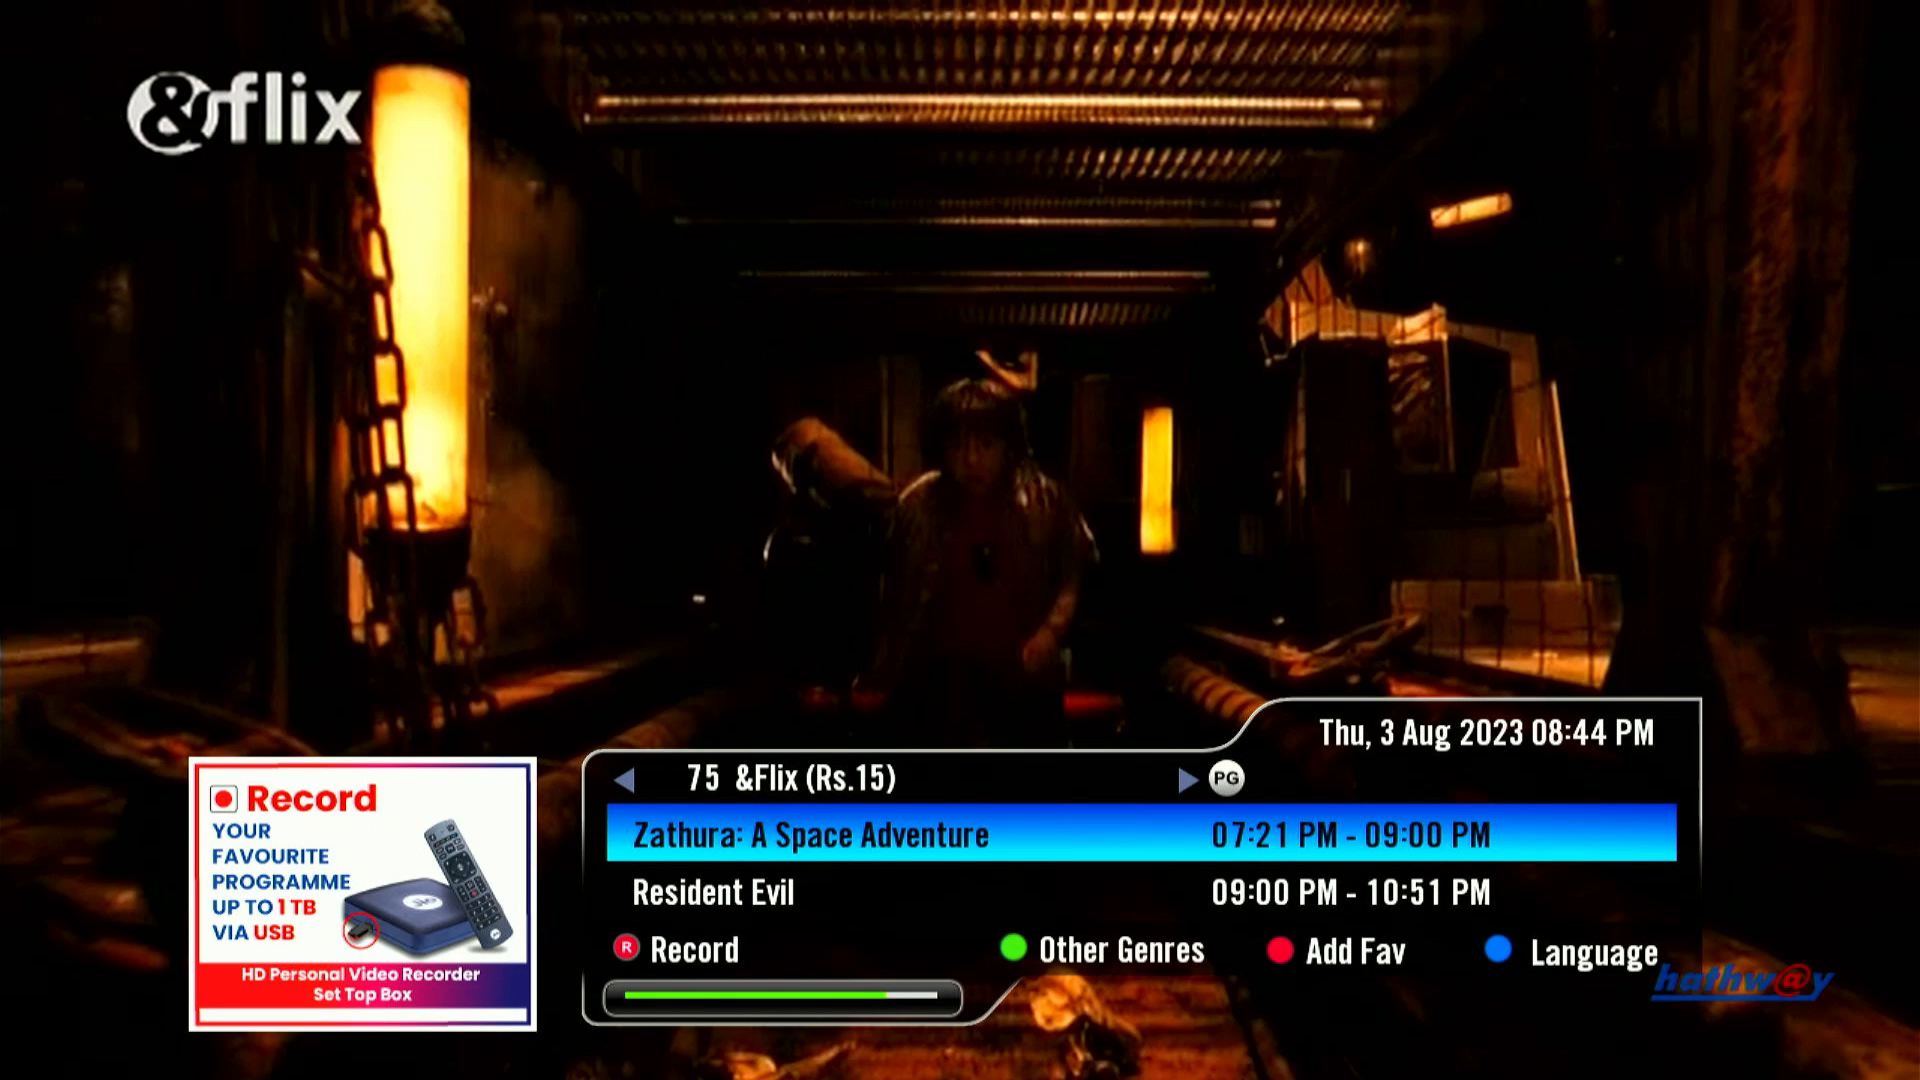 &flix
Thu, 3 Aug 2023 08:44 PM
75 &Flix (Rs.15)
PG
Zathura: A Space Adventure 07:21 PM - 09:00 PM
Resident Evil 09:00 PM - 10:51 PM
R Record Other Genres Add Fav Language
hathw@y
Record
YOUR
FAVOURITE
PROGRAMME
UP TO 1 TB
VIA USB
HD Personal Video Recorder
Set Top Box